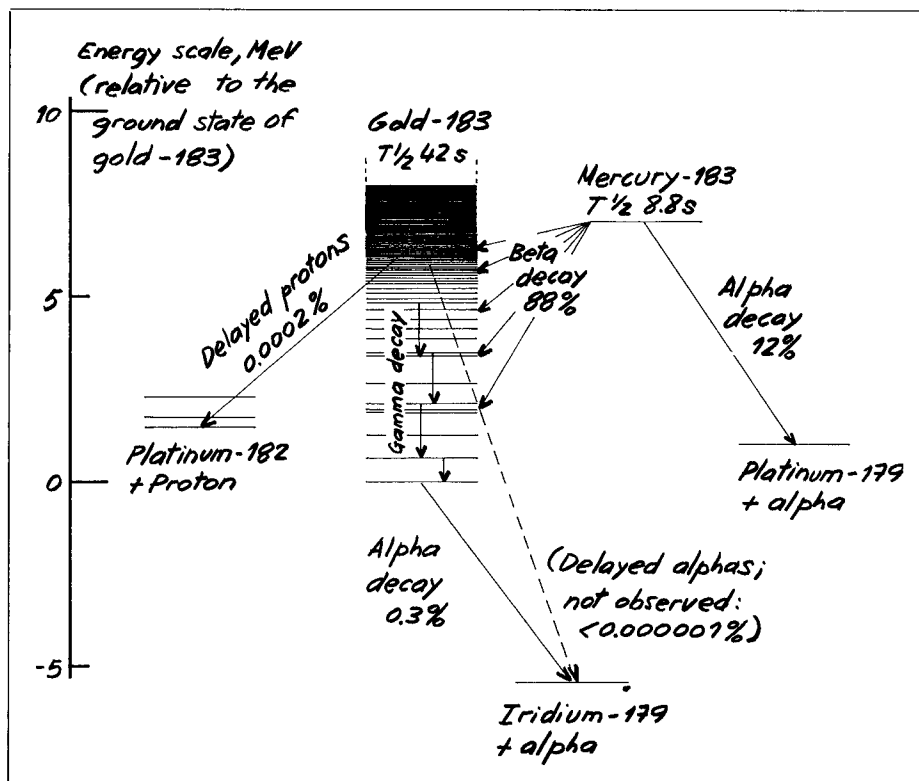 Energy scale, MeV
(relative to the
ground state of
gold-183)
10
5
0
-5
Gold-183
T½ 42 s
Mercury-183
T½ 8.8s
Beta
decay
88%
Delayed protons
0.0002%
Gamma decay
Alpha
decay
12%
Platinum-182
+ Proton
Platinum-179
+ alpha
Alpha
decay
0.3%
(Delayed alphas;
not observed:
<0.000001%)
Iridium-179
+ alpha